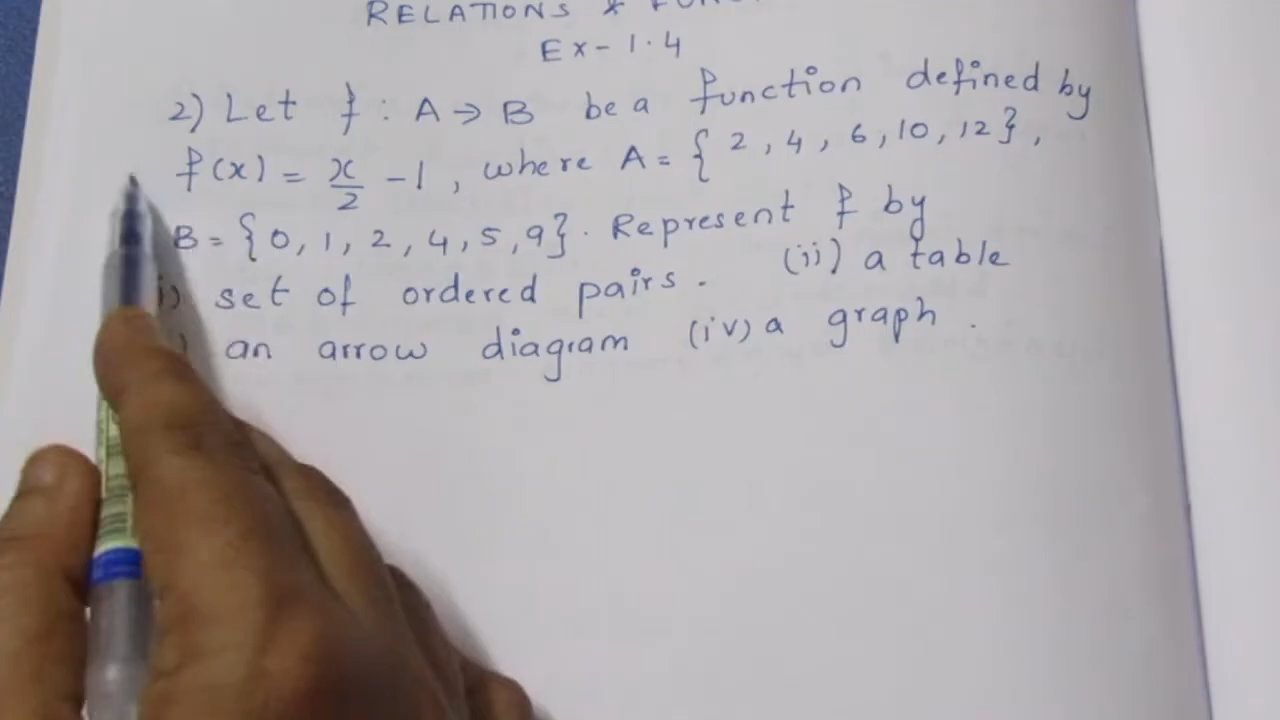 RELATIONS &
Ex-1.4
2) Let f : A → B be a function defined by
f(x) = x/2 - 1, where A = { 2, 4, 6, 10, 12},
B = {0, 1, 2, 4, 5, 9}. Represent f by
i) set of ordered pairs. (ii) a table
) an arrow diagram (iv) a graph.